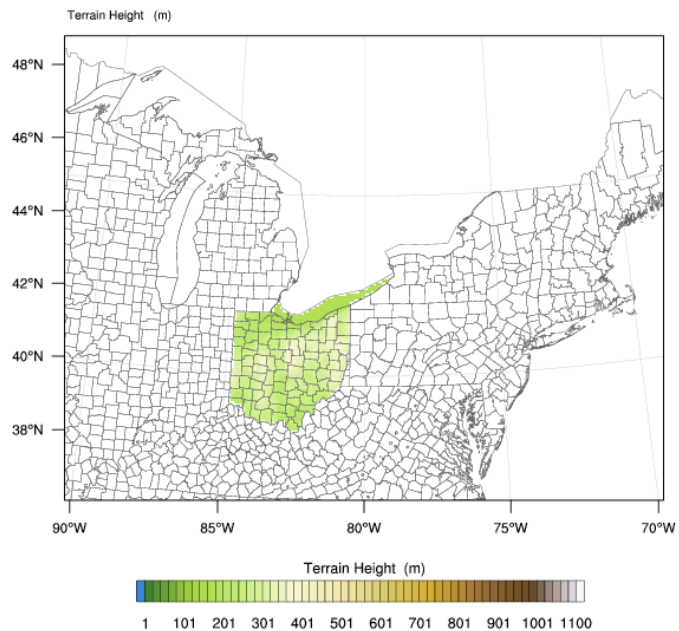 Terrain Height (m)
48°N
46°N
44°N
42°N
40°N
38°N
90°W 85°W 80°W 75°W 70°W
Terrain Height (m)
1 101 201 301 401 501 601 701 801 901 1001 1100